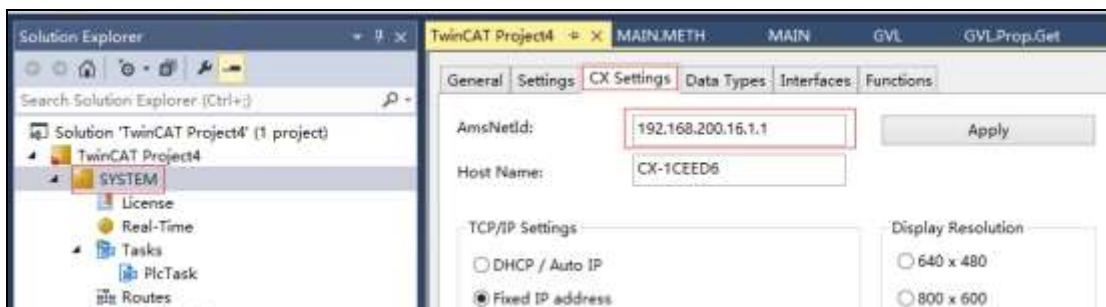 Solution Explorer
Search Solution Explorer (Ctrl+;)
Solution 'TwinCAT Project4' (1 project)
TwinCAT Project4
SYSTEM
License
Real-Time
Tasks
PlcTask
Routes
TwinCAT Project4 MAIN.METH MAIN GVL GVL.Prop.Get
General Settings CX Settings Data Types Interfaces Functions
AmsNetId: 192.168.200.16.1.1 Apply
Host Name: CX-1CEED6
TCP/IP Settings Display Resolution
DHCP / Auto IP 640 x 480
Fixed IP address 800 x 600